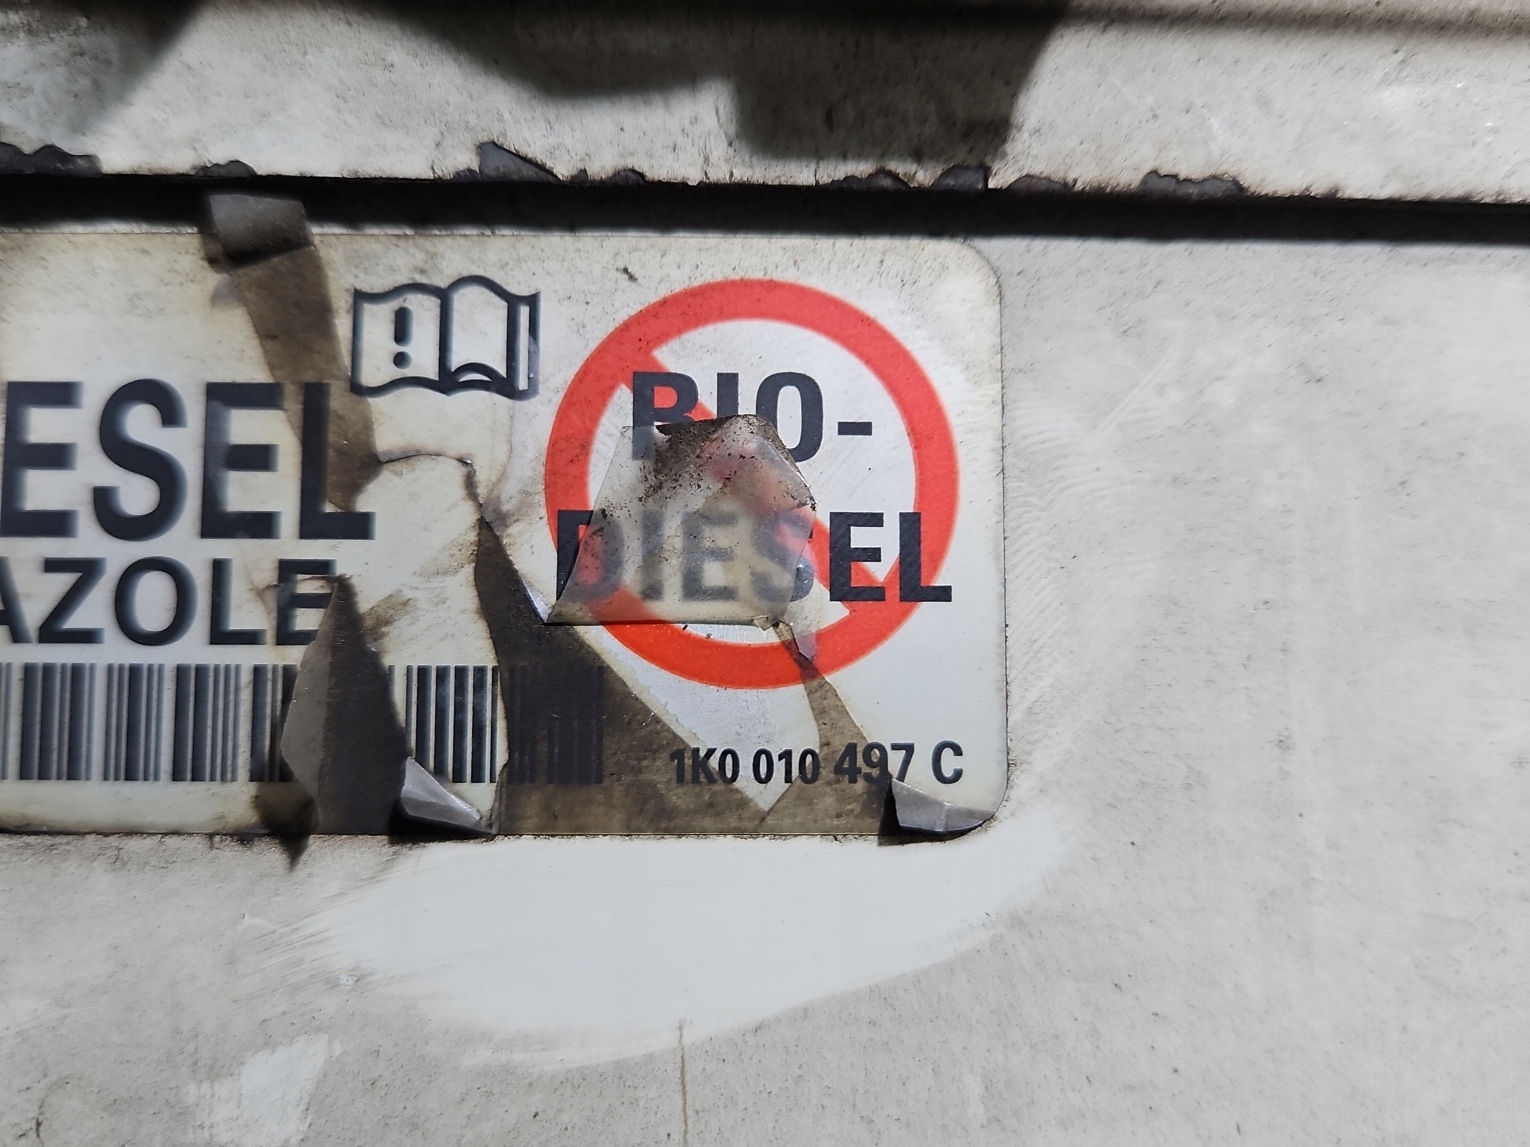 ESEL
AZOLE
BIO-
DIESEL
1K0 010 497 C